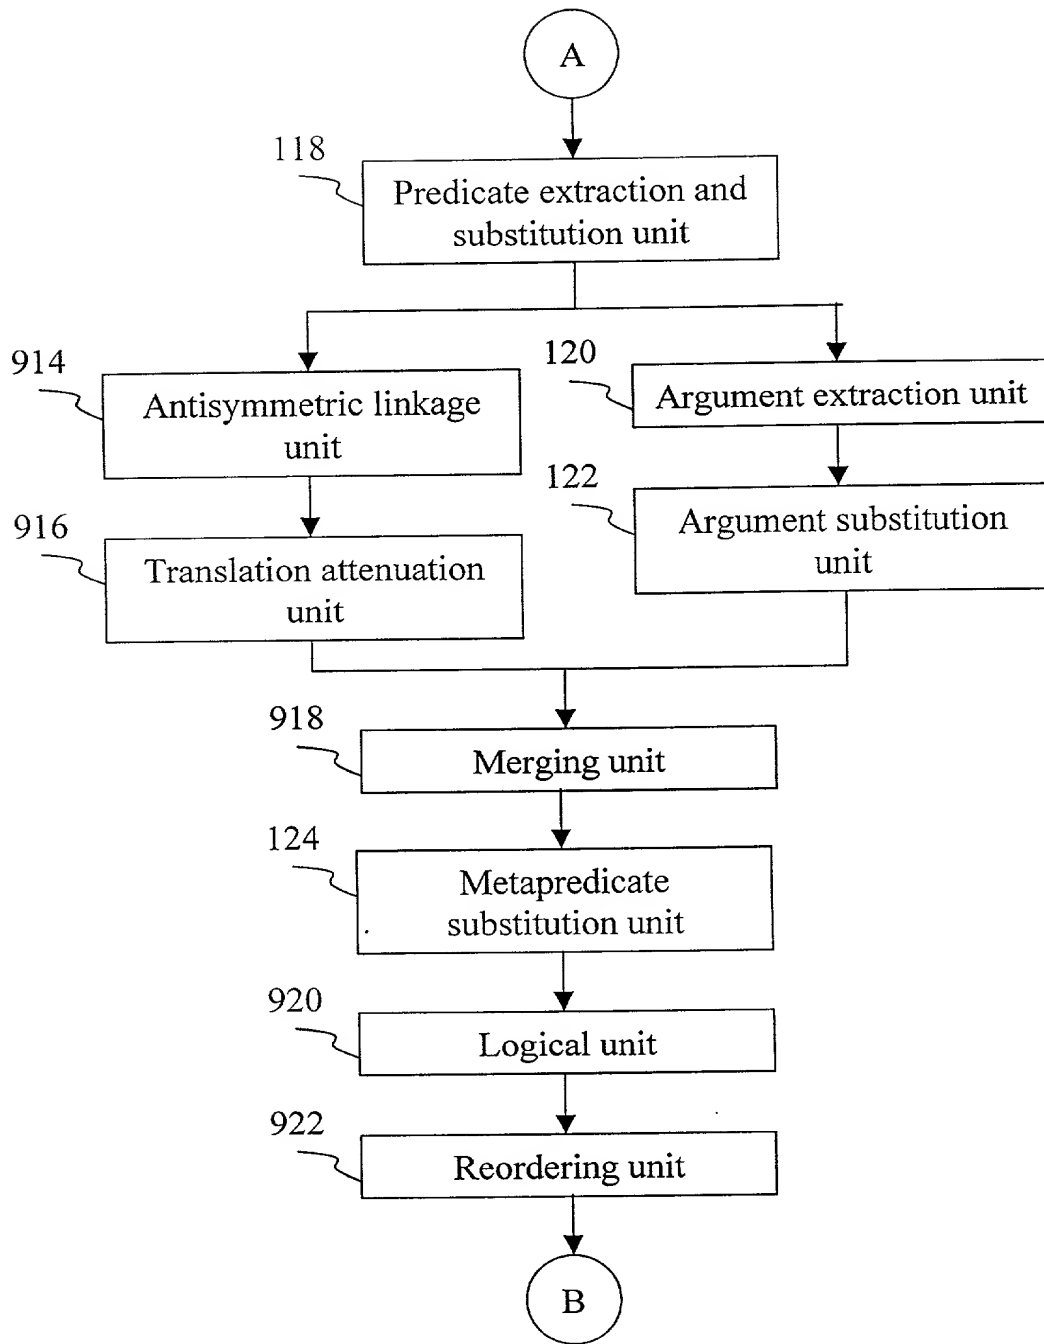 A
118
Predicate extraction and
substitution unit
914
Antisymmetric linkage
unit
120
Argument extraction unit
122
Argument substitution
unit
916
Translation attenuation
unit
918
Merging unit
124
Metapredicate
substitution unit
920
Logical unit
922
Reordering unit
B